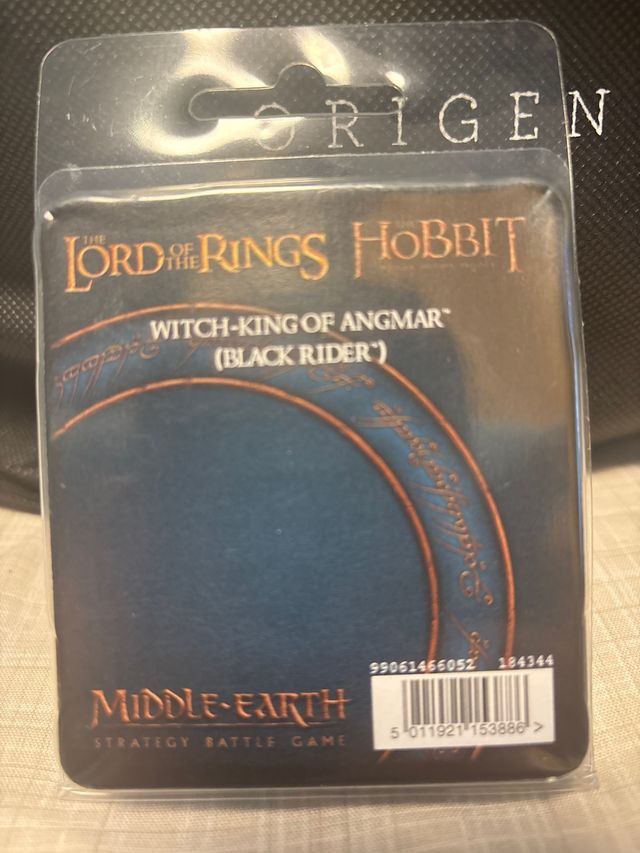 ORIGEN
THE LORD OF THE RINGS THE HOBBIT
WITCH-KING OF ANGMAR™
(BLACK RIDER™)
99061466052 184344
5 011921 153886 >
MIDDLE-EARTH
STRATEGY BATTLE GAME